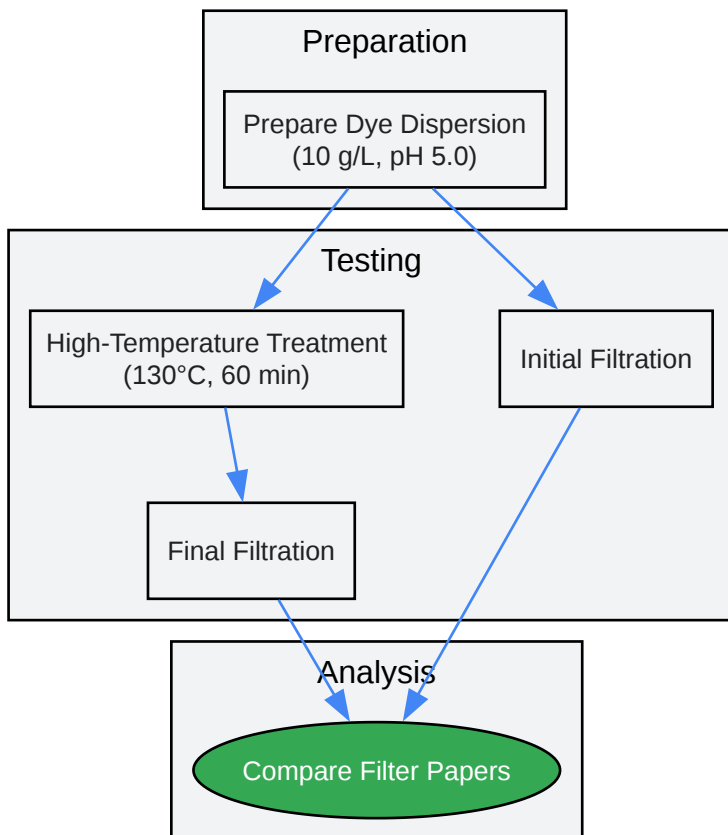 Preparation
Prepare Dye Dispersion
(10 g/L, pH 5.0)
Testing
High-Temperature Treatment
(130°C, 60 min)
Initial Filtration
Final Filtration
Analysis
Compare Filter Papers